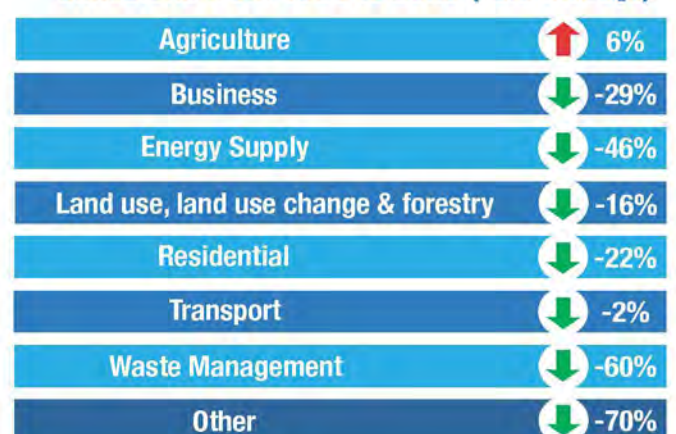 Agriculture 6%
Business -29%
Energy Supply -46%
Land use, land use change & forestry -16%
Residential -22%
Transport -2%
Waste Management -60%
Other -70%